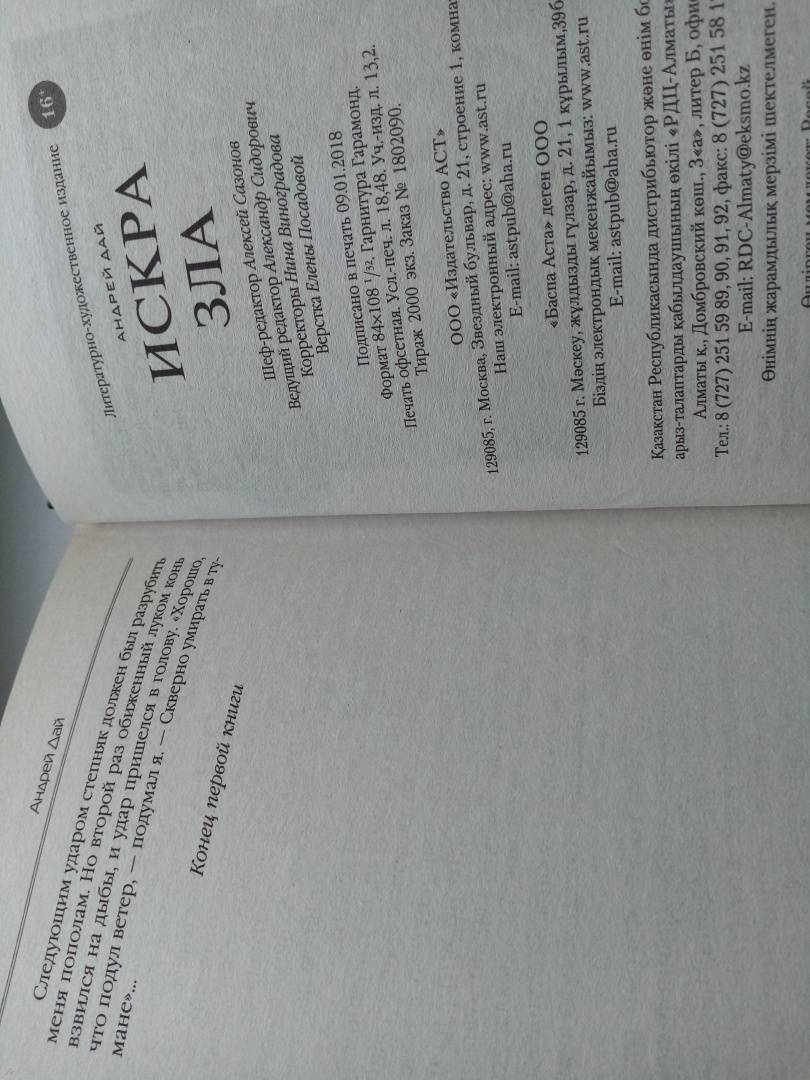 Андрей Дай
Следующим ударом степняк должен был разрубить
меня пополам. Но второй раз обиженный луком конь
взвился на дыбы, и удар пришелся в голову. «Хорошо,
что подул ветер, — подумал я. — Скверно умирать в ту-
мане»...
Конец первой книги
Литературно-художественное издание
16+
АНДРЕЙ ДАЙ
ИСКРА
ЗЛА
Шеф-редактор Алексей Сазонов
Ведущий редактор Александр Сидорович
Корректоры Нина Виноградова
Верстка Елены Посадовой
Подписано в печать 09.01.2018
Формат 84×108 1/32. Гарнитура Гарамонд.
Печать офсетная. Усл.-печ. л. 18,48. Уч.-изд. л. 13,2.
Тираж 2000 экз. Заказ № 1802090.
ООО «Издательство АСТ»
129085, г. Москва, Звездный бульвар, д. 21, строение 1,
Наш электронный адрес: www.ast.ru
E-mail: astpub@aha.ru
«Баспа Аста» деген ООО
129085 г. Мәскеу, жұлдызды гүлзар, д. 21, 1 құрылым,
Біздің электрондық мекенжайымыз: www.ast.ru
E-mail: astpub@aha.ru
Қазақстан Республикасында дистрибьютор және өнім
арыз-талаптарды қабылдаушының өкілі «РДЦ-Алматы
Алматы қ., Домбровский көш., 3«а», литер Б,
Тел.: 8 (727) 251 59 89, 90, 91, 92, факс: 8 (727) 251 58
E-mail: RDC-Almaty@eksmo.kz
Өнімнің жарамдылық мерзімі шектелмеген.